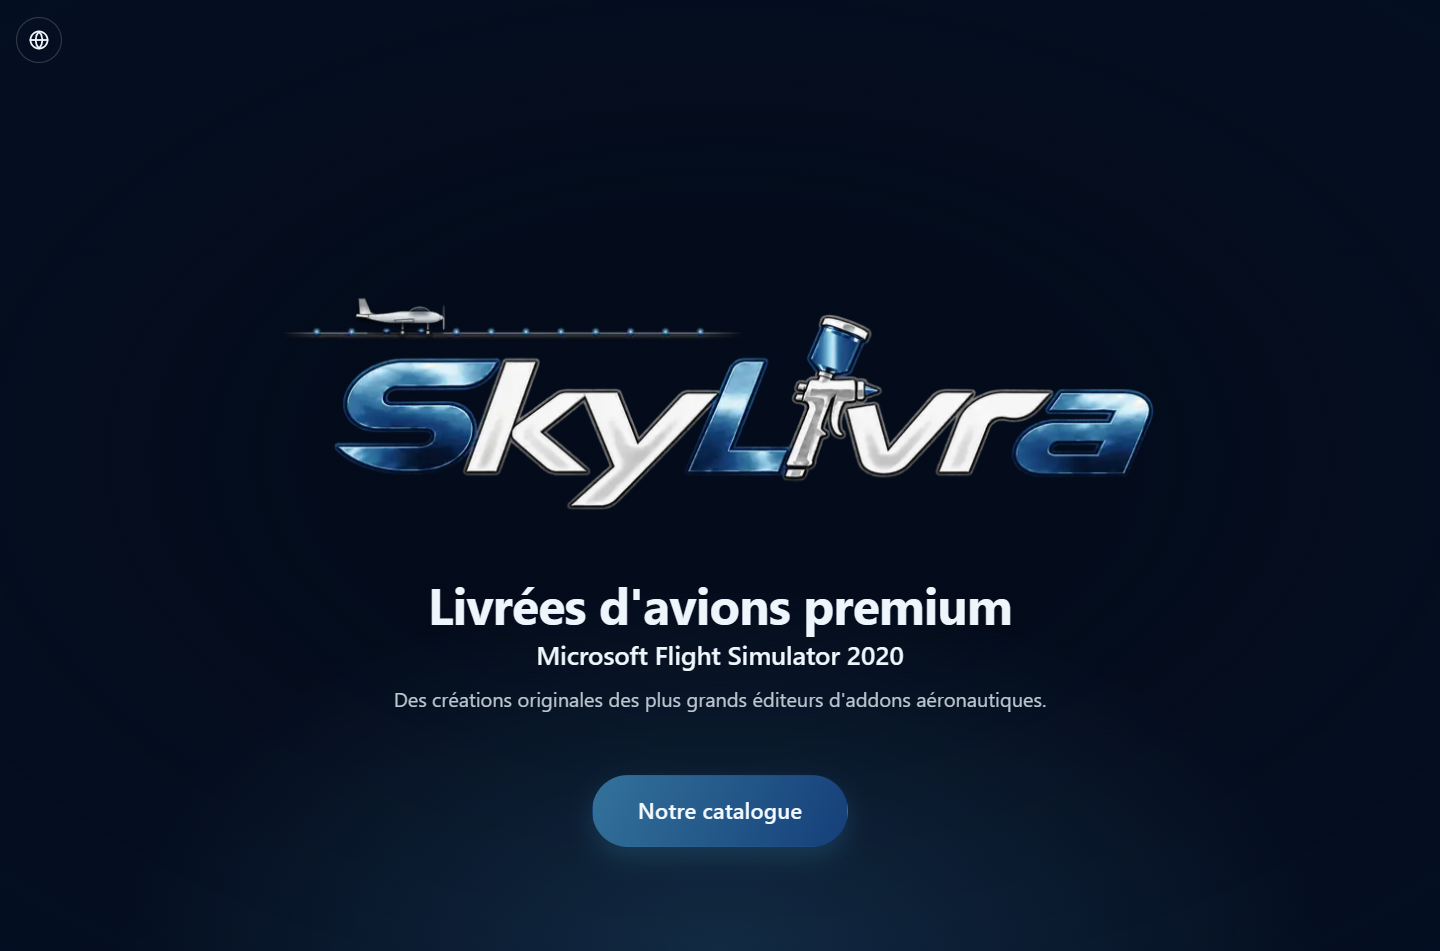 SkyLivra
Livrées d'avions premium
Microsoft Flight Simulator 2020
Des créations originales des plus grands éditeurs d'addons aéronautiques.
Notre catalogue